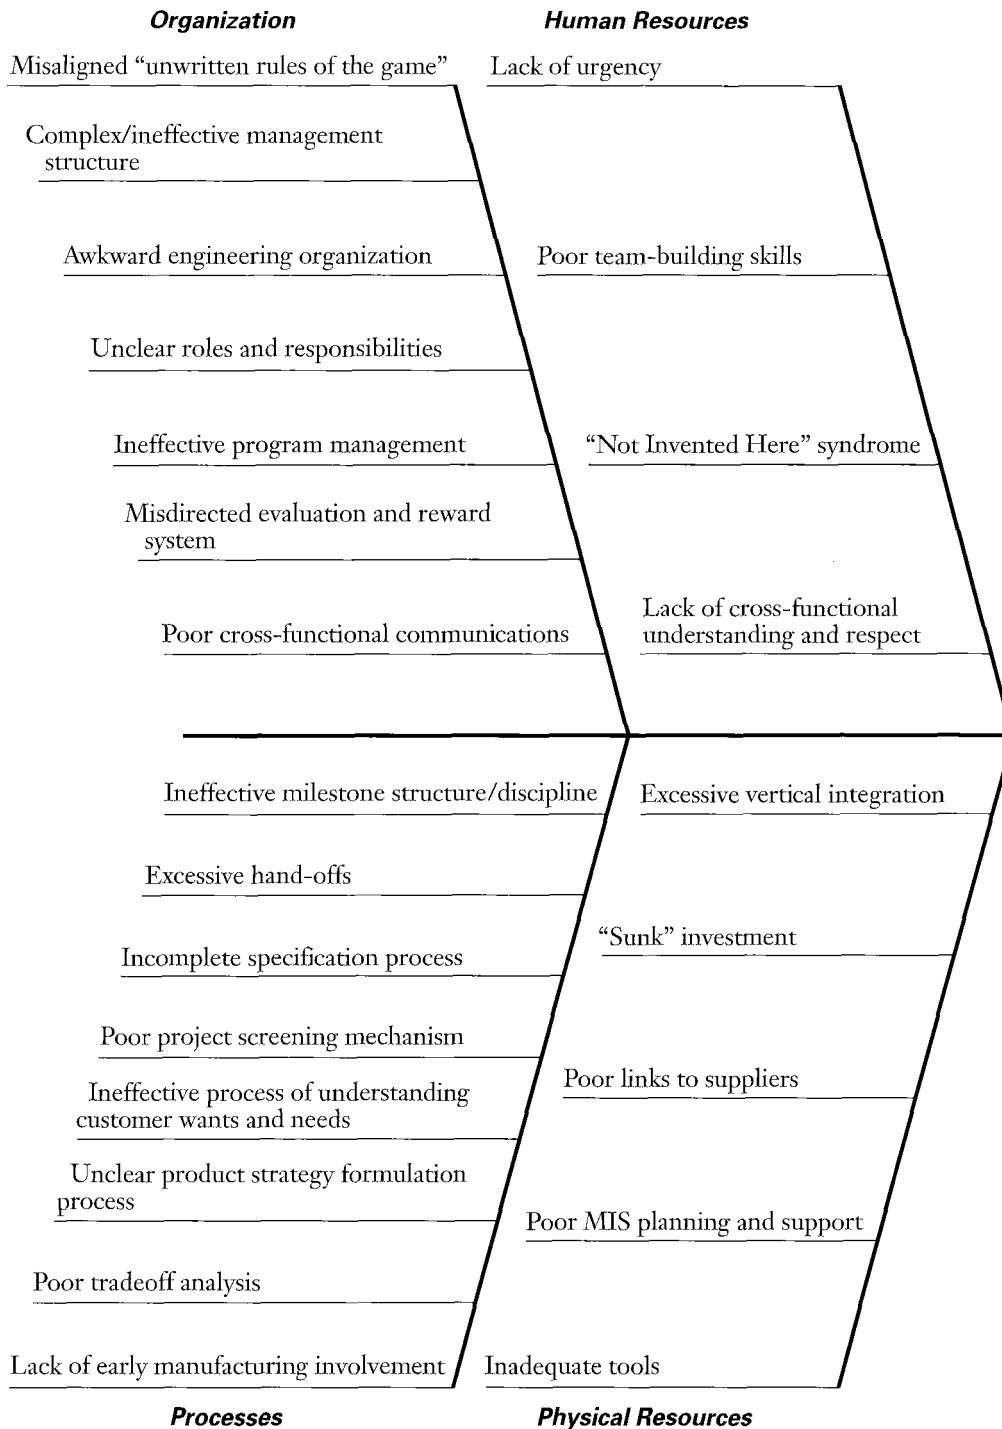 Organization
Misaligned “unwritten rules of the game”
Complex/ineffective management
structure
Awkward engineering organization
Unclear roles and responsibilities
Ineffective program management
Misdirected evaluation and reward
system
Poor cross-functional communications
Human Resources
Lack of urgency
Poor team-building skills
“Not Invented Here” syndrome
Lack of cross-functional
understanding and respect
Ineffective milestone structure/discipline
Excessive hand-offs
Incomplete specification process
Poor project screening mechanism
Ineffective process of understanding
customer wants and needs
Unclear product strategy formulation
process
Poor tradeoff analysis
Lack of early manufacturing involvement
Processes
Excessive vertical integration
“Sunk” investment
Poor links to suppliers
Poor MIS planning and support
Inadequate tools
Physical Resources